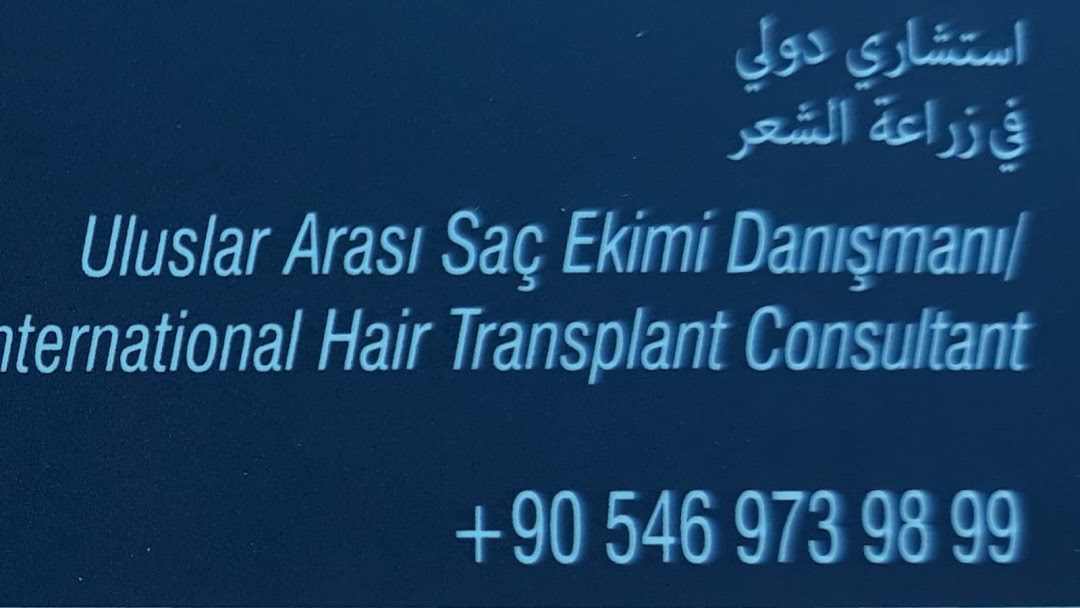 استشاري دولي
في زراعة الشعر
Uluslar Arası Saç Ekimi Danışmanı/
nternational Hair Transplant Consultant
+90 546 973 98 99